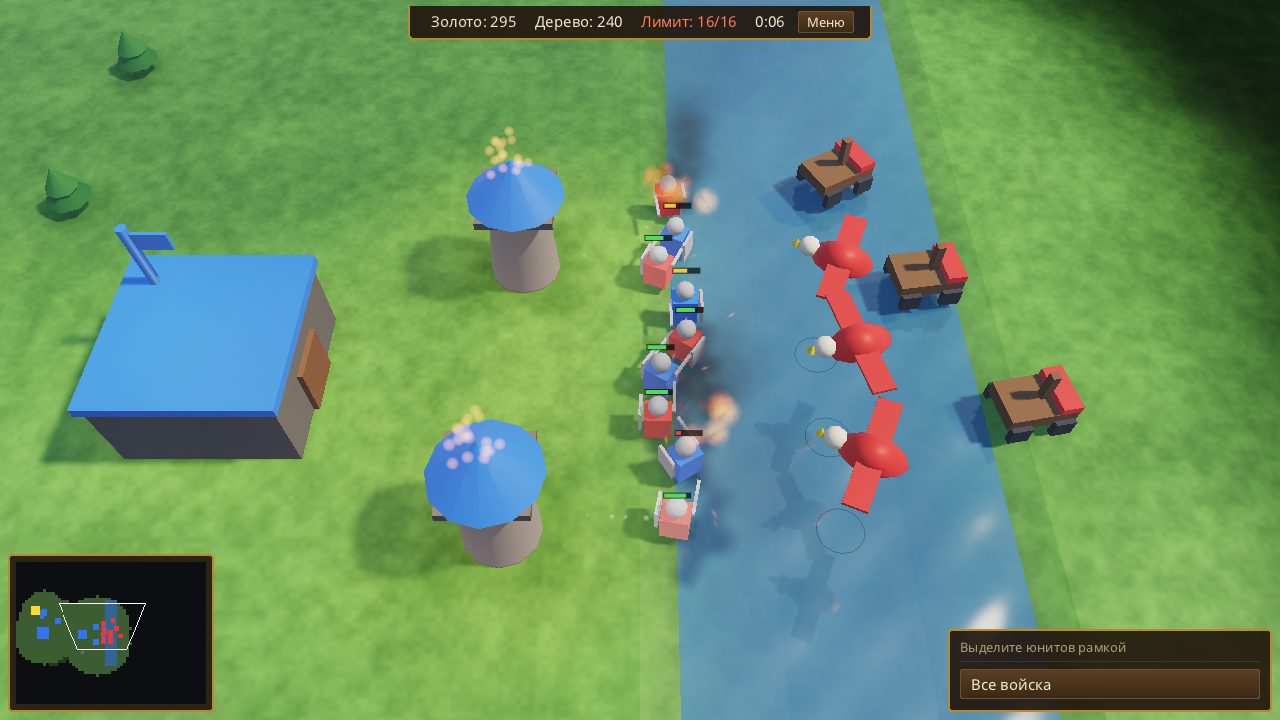 Золото: 295 Дерево: 240 Лимит: 16/16 0:06 Меню
Выделите юнитов рамкой
Все войска